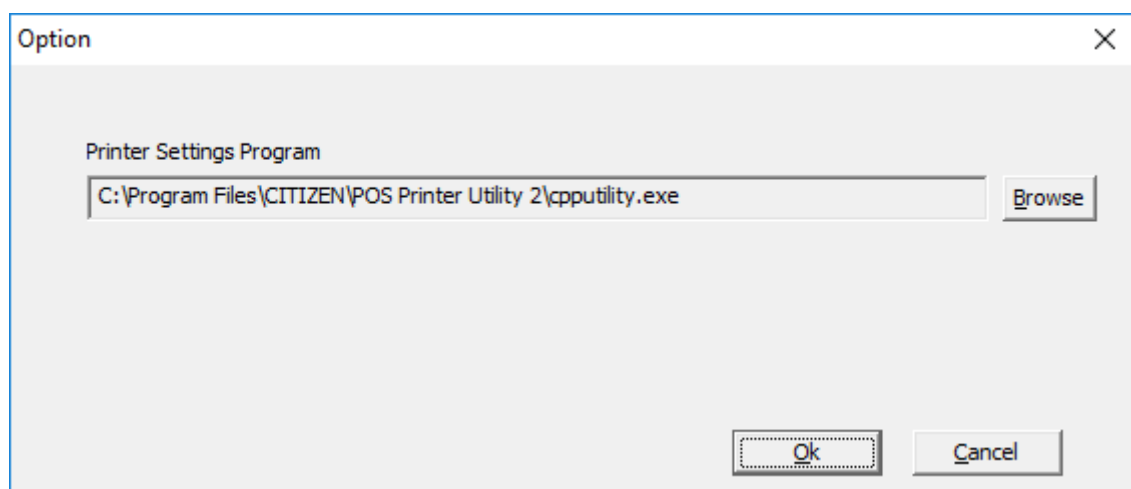 Option
Printer Settings Program
C:\Program Files\CITIZEN\POS Printer Utility 2\cpputility.exe
Browse
Ok
Cancel